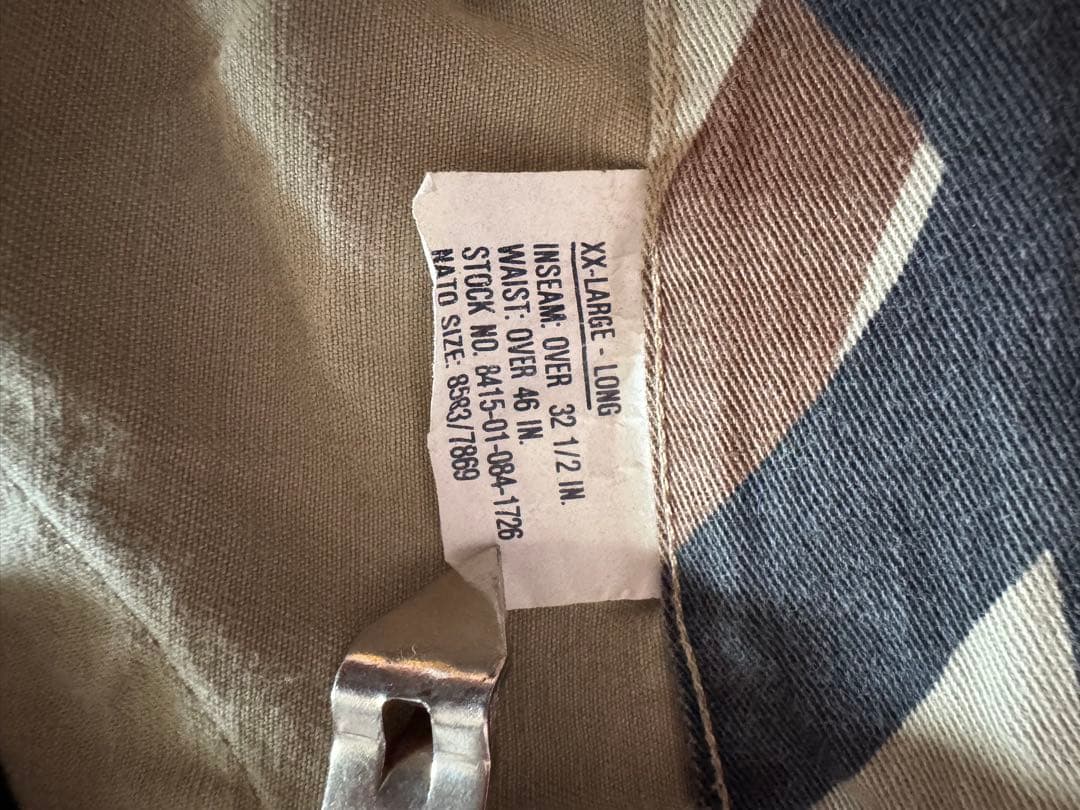 XX-LARGE - LONG
INSEAM: OVER 32 1/2 IN.
WAIST: OVER 46 IN.
STOCK NO. 8415-01-084-1726
NATO SIZE: 8583/7869